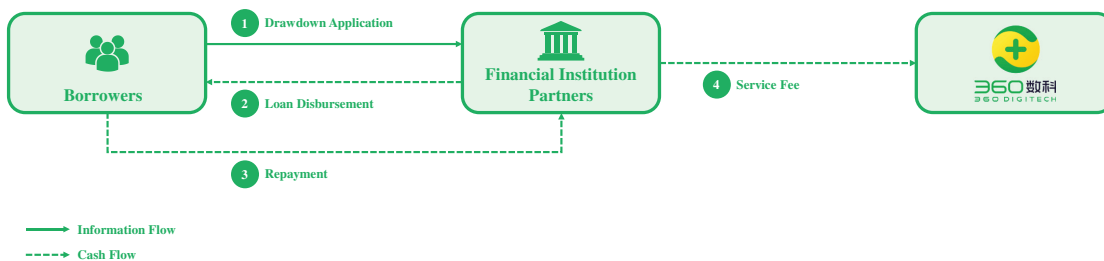 1 Drawdown Application
Borrowers
Financial Institution
Partners
2 Loan Disbursement
4 Service Fee
360数科
360 DIGITECH
3 Repayment
Information Flow
Cash Flow